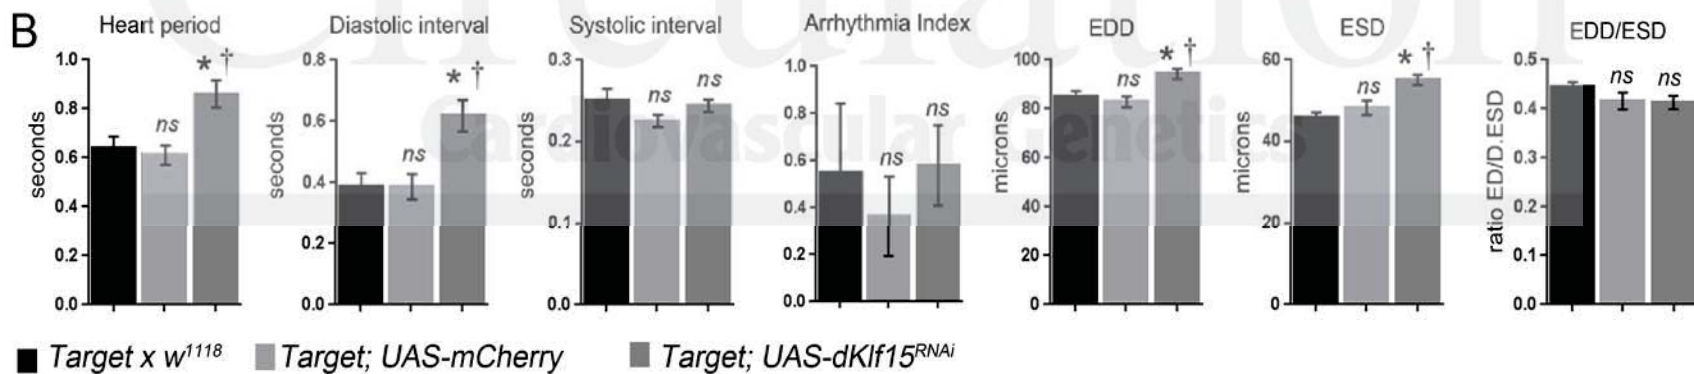 B
Heart period
seconds
1.0
0.8
0.6
0.4
0.2
0.0
ns
* †
Diastolic interval
seconds
0.8
0.6
0.4
0.2
0.0
ns
* †
Systolic interval
seconds
0.3
0.2
0.1
0.0
ns
ns
Arrhythmia Index
1.0
0.8
0.6
0.4
0.2
0.0
ns
ns
EDD
microns
100
80
60
40
20
0
ns
* †
ESD
microns
60
40
20
0
ns
* †
EDD/ESD
ratio ED/D.ESD
0.5
0.4
0.3
0.2
0.1
0.0
ns
ns
Circulation
Cardiovascular Genetics
Target x w1118
Target; UAS-mCherry
Target; UAS-dKlf15RNAi